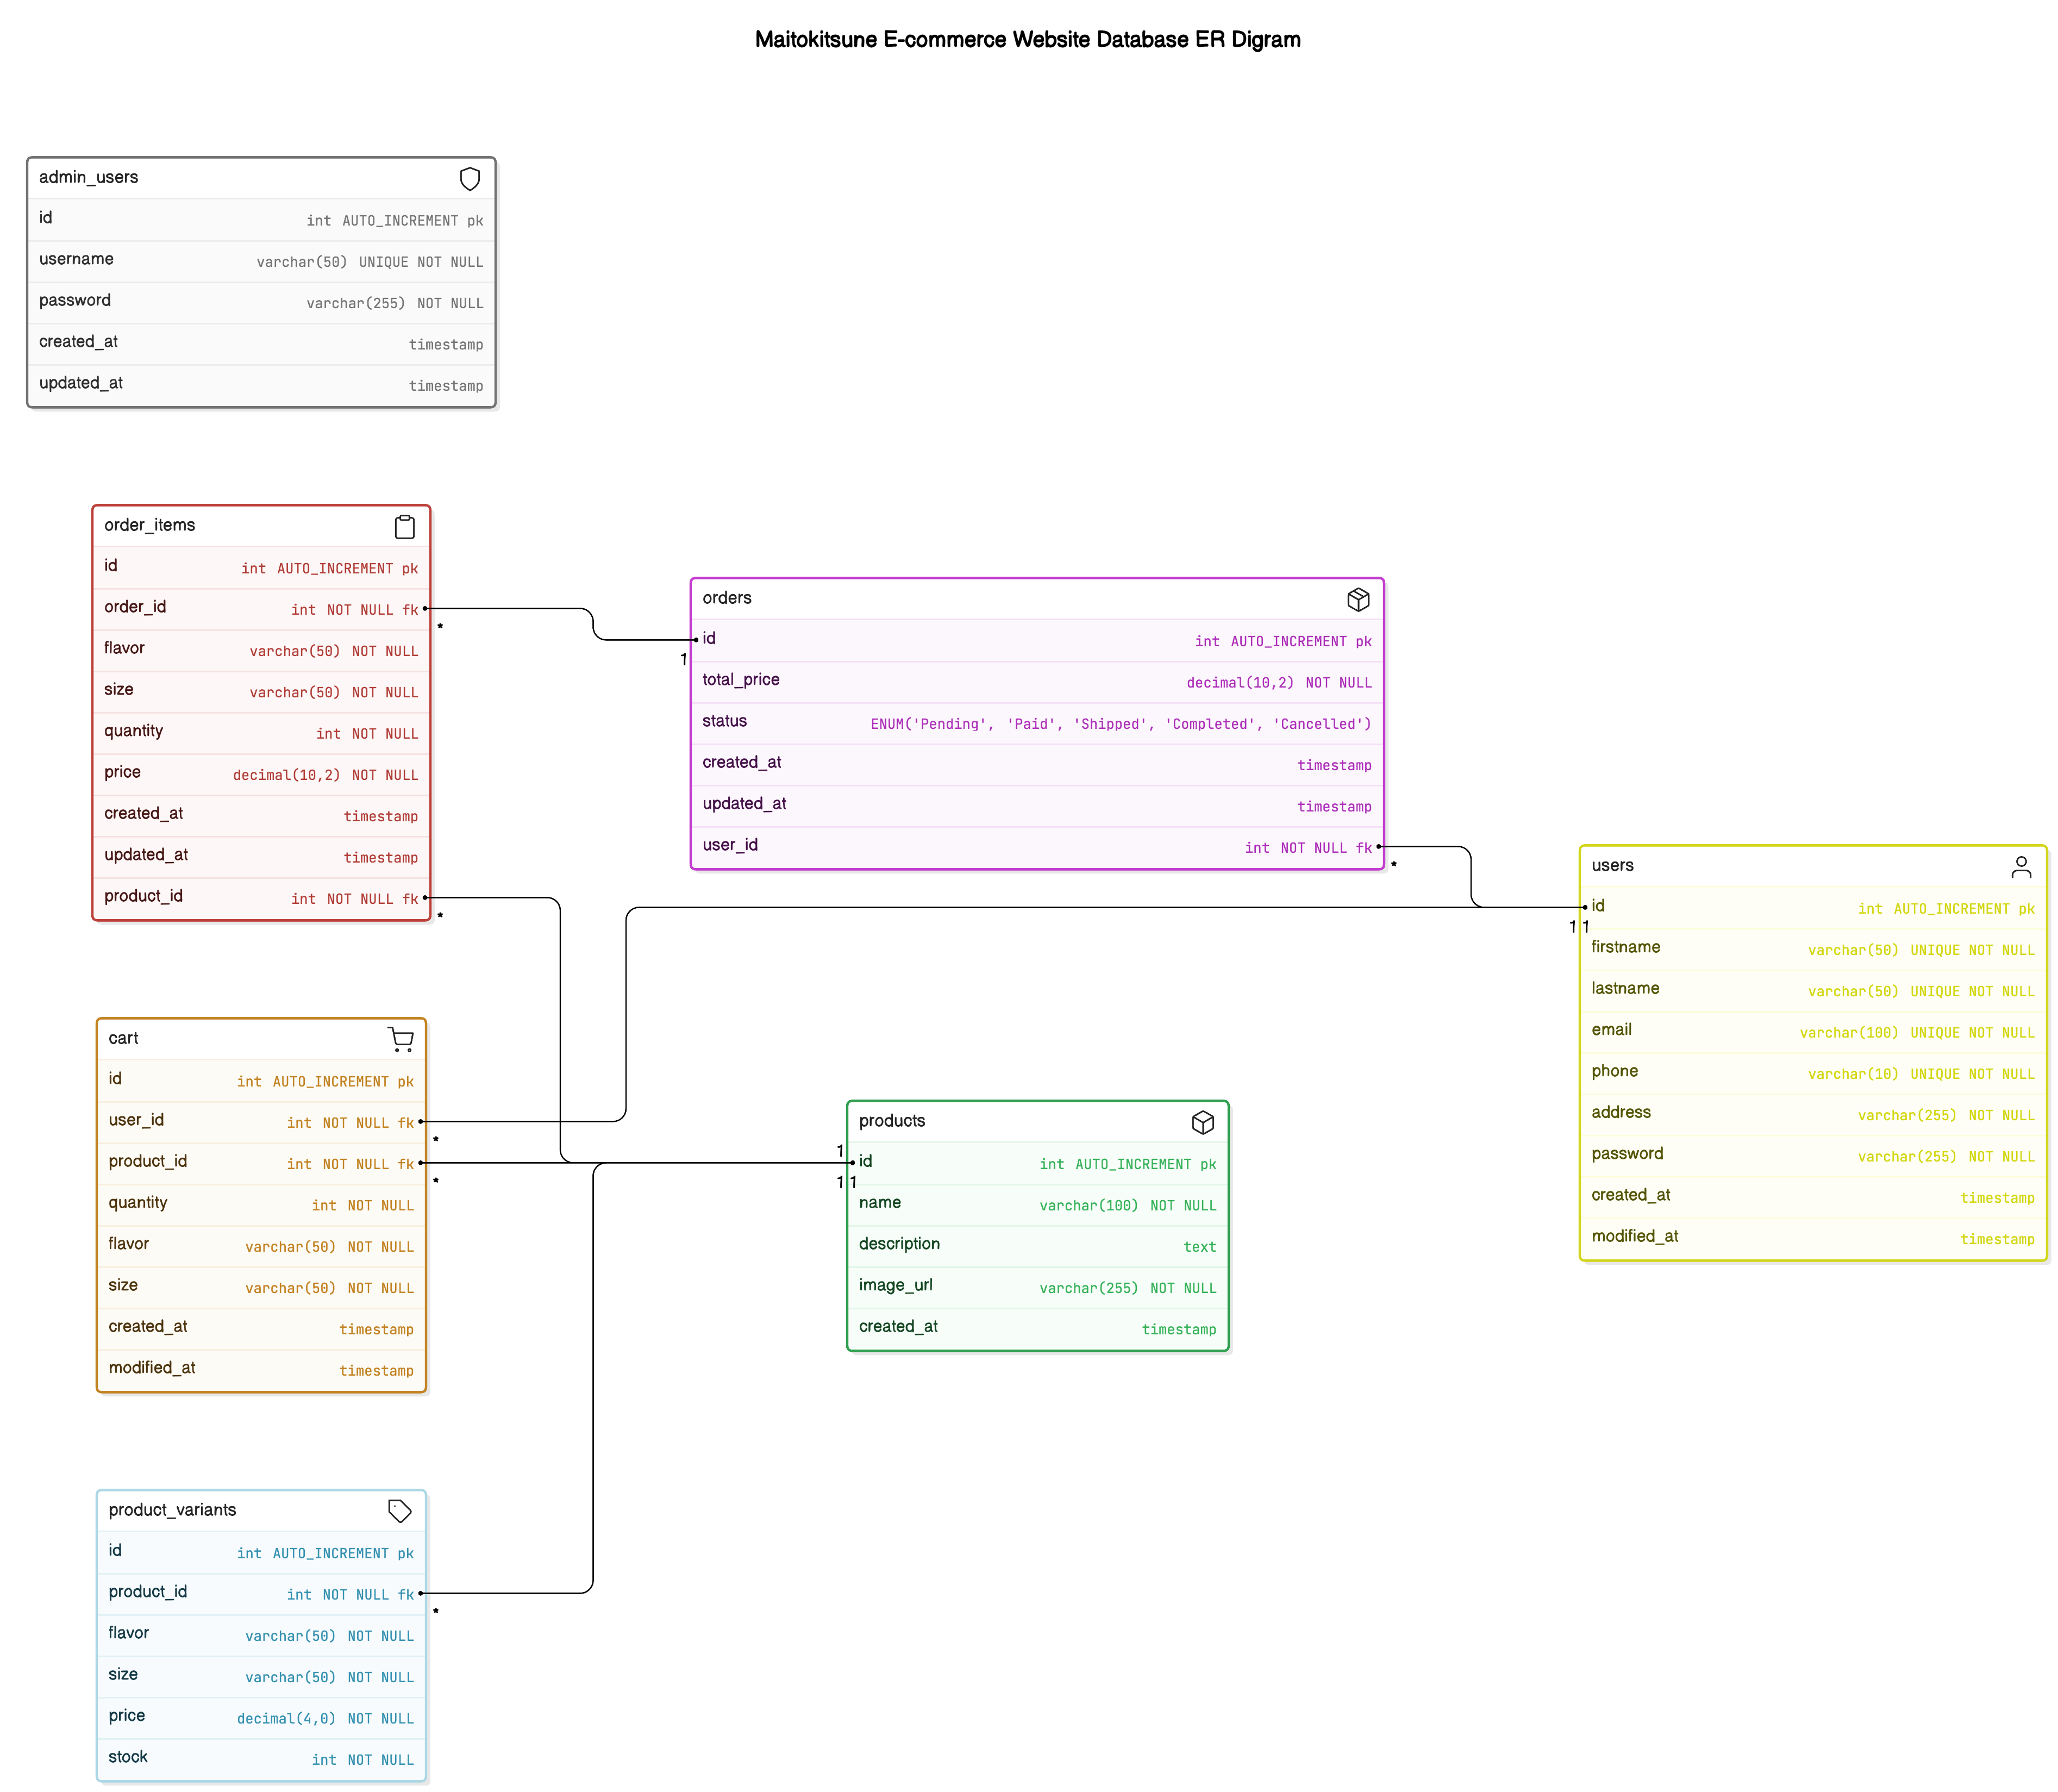 Maitokitsune E-commerce Website Database ER Digram
admin_users
id int AUTO_INCREMENT pk
username varchar(50) UNIQUE NOT NULL
password varchar(255) NOT NULL
created_at timestamp
updated_at timestamp
order_items
id int AUTO_INCREMENT pk
order_id int NOT NULL fk
*
flavor varchar(50) NOT NULL
size varchar(50) NOT NULL
quantity int NOT NULL
price decimal(10,2) NOT NULL
created_at timestamp
updated_at timestamp
product_id int NOT NULL fk
*
orders
id int AUTO_INCREMENT pk
1
total_price decimal(10,2) NOT NULL
status ENUM('Pending', 'Paid', 'Shipped', 'Completed', 'Cancelled')
created_at timestamp
updated_at timestamp
user_id int NOT NULL fk
*
users
id int AUTO_INCREMENT pk
1 1
firstname varchar(50) UNIQUE NOT NULL
lastname varchar(50) UNIQUE NOT NULL
email varchar(100) UNIQUE NOT NULL
phone varchar(10) UNIQUE NOT NULL
address varchar(255) NOT NULL
password varchar(255) NOT NULL
created_at timestamp
modified_at timestamp
cart
id int AUTO_INCREMENT pk
user_id int NOT NULL fk
*
product_id int NOT NULL fk
*
quantity int NOT NULL
flavor varchar(50) NOT NULL
size varchar(50) NOT NULL
created_at timestamp
modified_at timestamp
products
1
id int AUTO_INCREMENT pk
1 1
name varchar(100) NOT NULL
description text
image_url varchar(255) NOT NULL
created_at timestamp
product_variants
id int AUTO_INCREMENT pk
product_id int NOT NULL fk
*
flavor varchar(50) NOT NULL
size varchar(50) NOT NULL
price decimal(4,0) NOT NULL
stock int NOT NULL